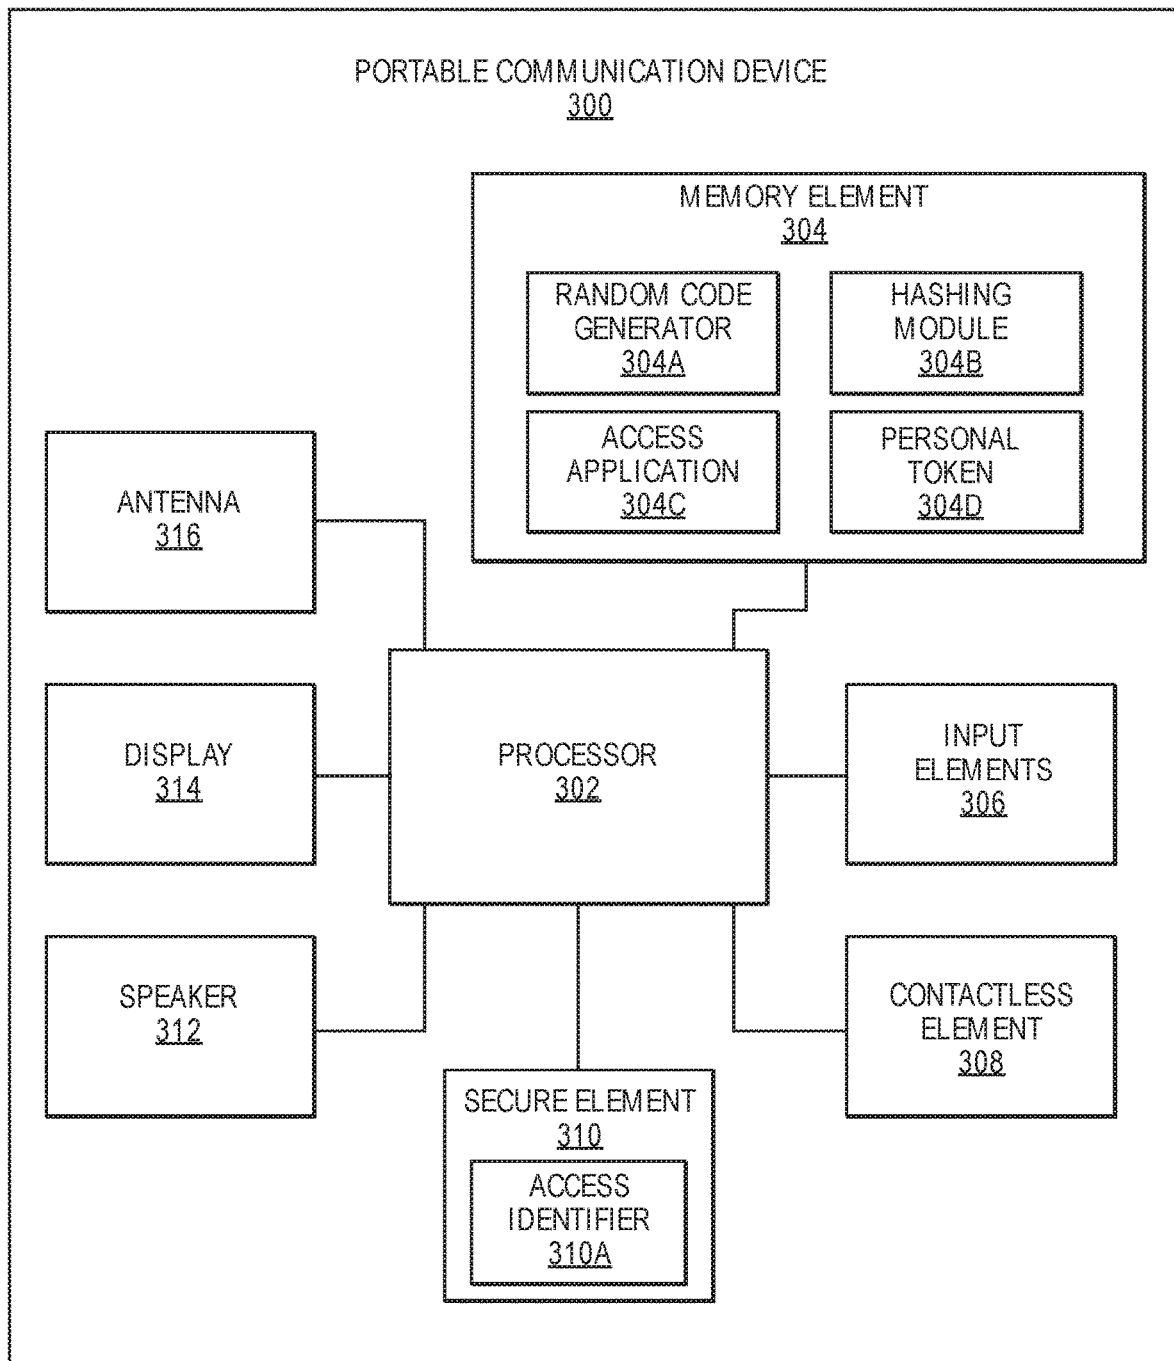 PORTABLE COMMUNICATION DEVICE
300
MEMORY ELEMENT
304
RANDOM CODE
GENERATOR
304A
HASHING
MODULE
304B
ACCESS
APPLICATION
304C
PERSONAL
TOKEN
304D
ANTENNA
316
DISPLAY
314
PROCESSOR
302
INPUT
ELEMENTS
306
SPEAKER
312
CONTACTLESS
ELEMENT
308
SECURE ELEMENT
310
ACCESS
IDENTIFIER
310A